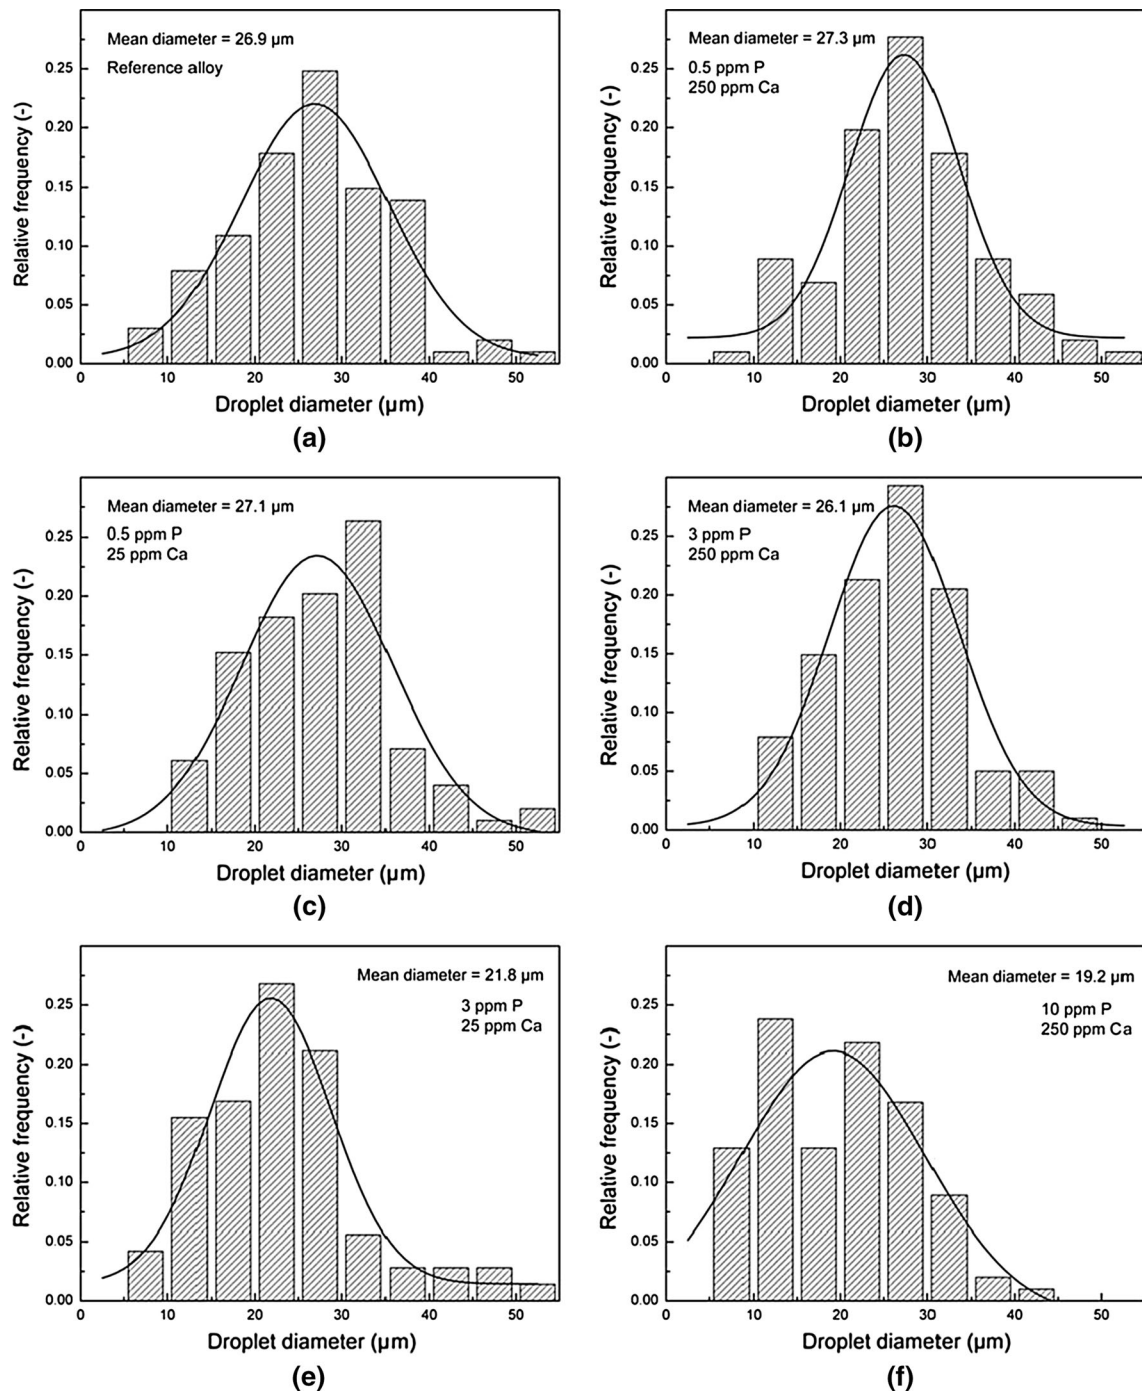 Mean diameter = 26.9 µm
Reference alloy
Relative frequency (-)
0.25
0.20
0.15
0.10
0.05
0.00
0 10 20 30 40 50
Droplet diameter (µm)
(a)
Mean diameter = 27.3 µm
0.5 ppm P
250 ppm Ca
Relative frequency (-)
0.25
0.20
0.15
0.10
0.05
0.00
0 10 20 30 40 50
Droplet diameter (µm)
(b)
Mean diameter = 27.1 µm
0.5 ppm P
25 ppm Ca
Relative frequency (-)
0.25
0.20
0.15
0.10
0.05
0.00
0 10 20 30 40 50
Droplet diameter (µm)
(c)
Mean diameter = 26.1 µm
3 ppm P
250 ppm Ca
Relative frequency (-)
0.25
0.20
0.15
0.10
0.05
0.00
0 10 20 30 40 50
Droplet diameter (µm)
(d)
Mean diameter = 21.8 µm
3 ppm P
25 ppm Ca
Relative frequency (-)
0.25
0.20
0.15
0.10
0.05
0.00
0 10 20 30 40 50
Droplet diameter (µm)
(e)
Mean diameter = 19.2 µm
10 ppm P
250 ppm Ca
Relative frequency (-)
0.25
0.20
0.15
0.10
0.05
0.00
0 10 20 30 40 50
Droplet diameter (µm)
(f)